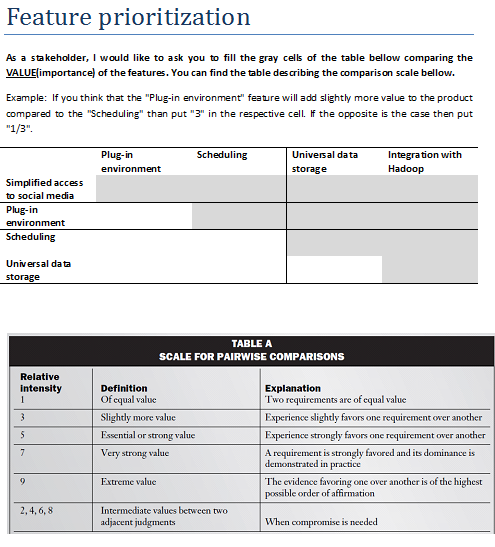 Feature prioritization
As a stakeholder, I would like to ask you to fill the gray cells of the table bellow comparing the
VALUE(importance) of the features. You can find the table describing the comparison scale bellow.
Example: If you think that the "Plug-in environment" feature will add slightly more value to the product
compared to the "Scheduling" than put "3" in the respective cell. If the opposite is the case then put
"1/3".
Plug-in Scheduling Universal data Integration with
environment storage Hadoop
Simplified access
to social media
Plug-in
environment
Scheduling
Universal data
storage
TABLE A
SCALE FOR PAIRWISE COMPARISONS
Relative
Intensity Definition Explanation
1 Of equal value Two requirements are of equal value
3 Slightly more value Experience slightly favors one requirement over another
5 Essential or strong value Experience strongly favors one requirement over another
7 Very strong value A requirement is strongly favored and its dominance is
demonstrated in practice
9 Extreme value The evidence favoring one over another is of the highest
possible order of affirmation
2, 4, 6, 8 Intermediate values between two
adjacent judgments When compromise is needed